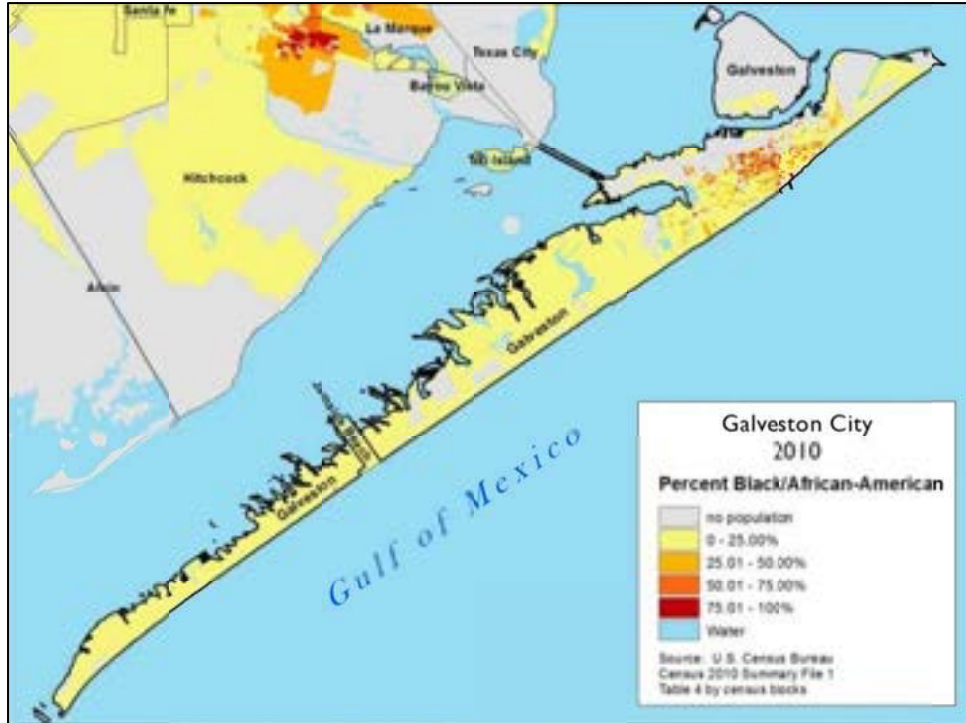 Santa Fe
La Marque
Texas City
Galveston
Bayou Vista
Tiki Island
Hitchcock
Alvin
Galveston
Beach
Galveston
Gulf of Mexico
Galveston City
2010
Percent Black/African-American
no population
0 - 25.00%
25.01 - 50.00%
50.01 - 75.00%
75.01 - 100%
Water
Source: U.S. Census Bureau
Census 2010 Summary File 1
Table 4 by census blocks